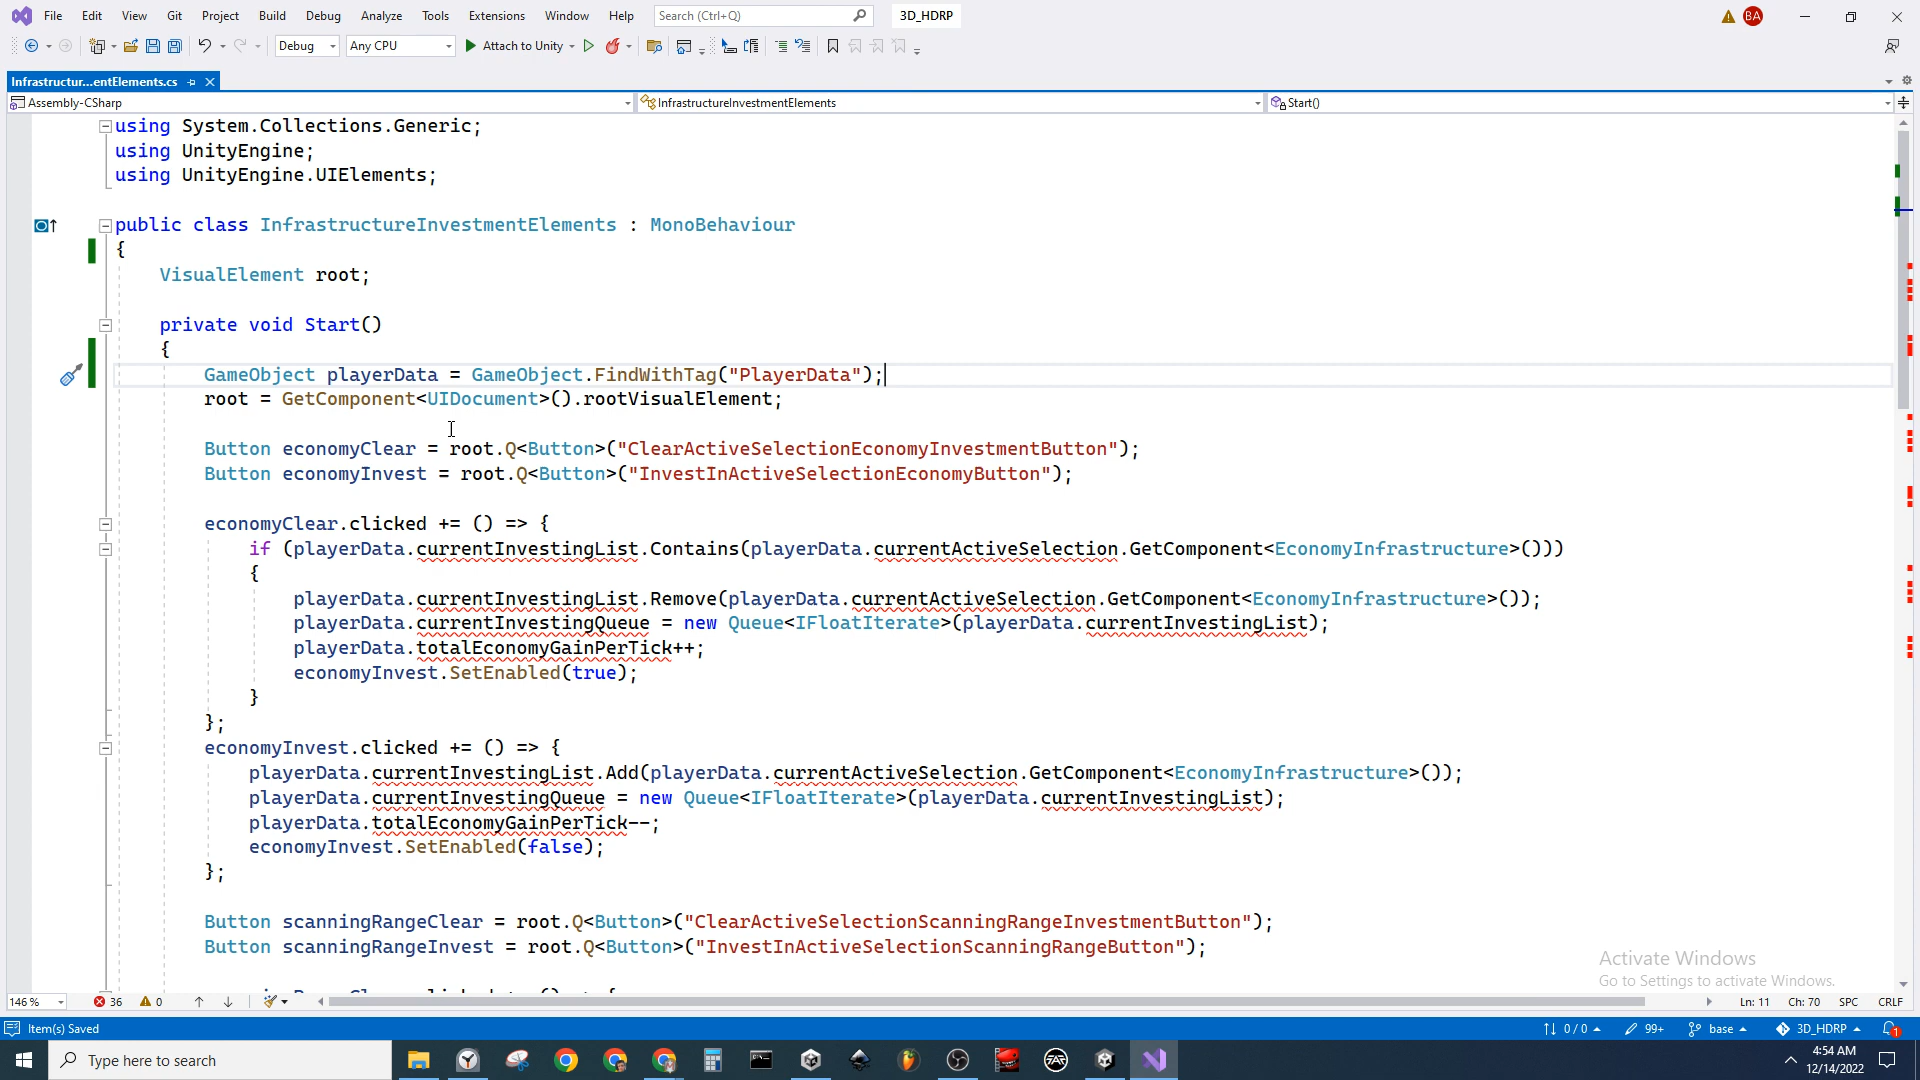 File Edit View Git Project Build Debug Analyze Tools Extensions Window Help Search (Ctrl+Q) 3D_HDRP BA
Debug Any CPU Attach to Unity
Infrastructur...entElements.cs
Assembly-CSharp InfrastructureInvestmentElements Start()
using System.Collections.Generic;
using UnityEngine;
using UnityEngine.UIElements;
public class InfrastructureInvestmentElements : MonoBehaviour
{
VisualElement root;
private void Start()
{
GameObject playerData = GameObject.FindWithTag("PlayerData");
root = GetComponent<UIDocument>().rootVisualElement;
Button economyClear = root.Q<Button>("ClearActiveSelectionEconomyInvestmentButton");
Button economyInvest = root.Q<Button>("InvestInActiveSelectionEconomyButton");
economyClear.clicked += () => {
if (playerData.currentInvestingList.Contains(playerData.currentActiveSelection.GetComponent<EconomyInfrastructure>()))
{
playerData.currentInvestingList.Remove(playerData.currentActiveSelection.GetComponent<EconomyInfrastructure>());
playerData.currentInvestingQueue = new Queue<IFloatIterate>(playerData.currentInvestingList);
playerData.totalEconomyGainPerTick++;
economyInvest.SetEnabled(true);
}
};
economyInvest.clicked += () => {
playerData.currentInvestingList.Add(playerData.currentActiveSelection.GetComponent<EconomyInfrastructure>());
playerData.currentInvestingQueue = new Queue<IFloatIterate>(playerData.currentInvestingList);
playerData.totalEconomyGainPerTick--;
economyInvest.SetEnabled(false);
};
Button scanningRangeClear = root.Q<Button>("ClearActiveSelectionScanningRangeInvestmentButton");
Button scanningRangeInvest = root.Q<Button>("InvestInActiveSelectionScanningRangeButton");
Activate Windows
Go to Settings to activate Windows.
146 % 36 0 Ln: 11 Ch: 70 SPC CRLF
Item(s) Saved 0 / 0 99+ base 3D_HDRP 1
Type here to search 4:54 AM
12/14/2022